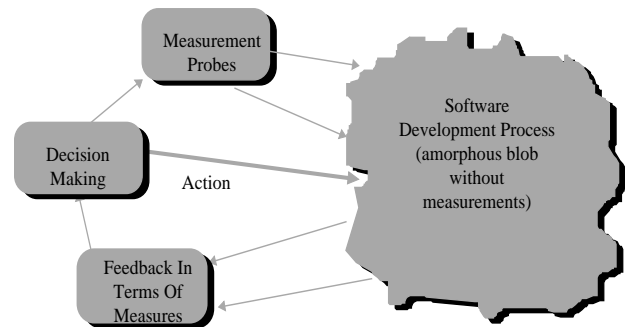 Measurement
Probes
Software
Development Process
(amorphous blob
without
measurements)
Decision
Making
Action
Feedback In
Terms Of
Measures